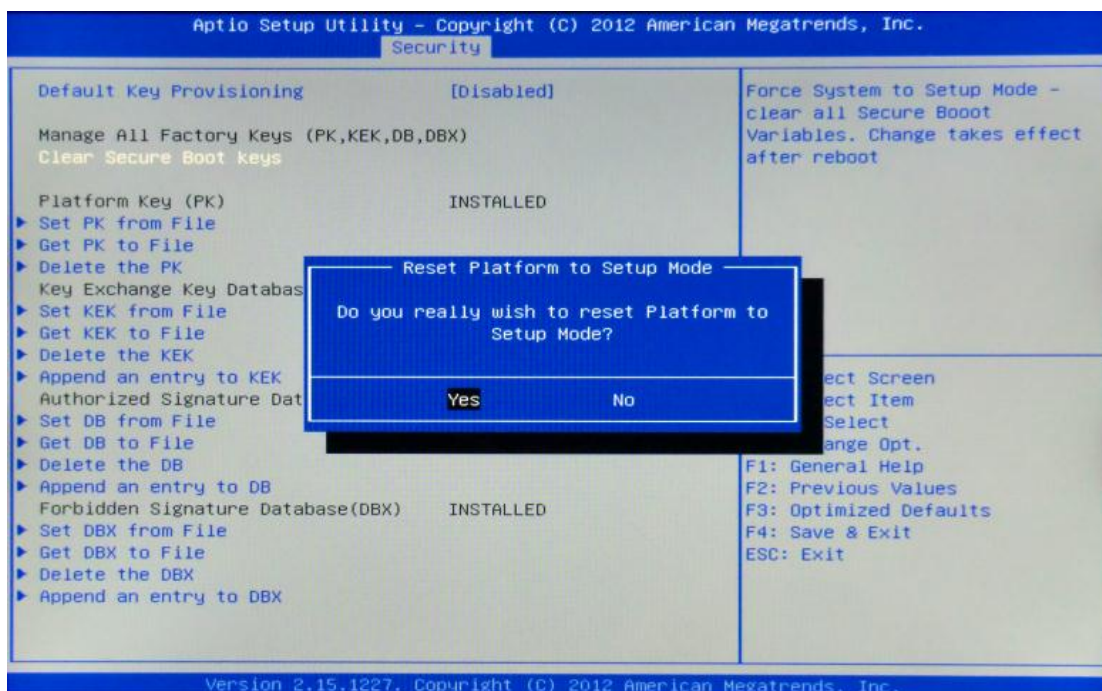 Aptio Setup Utility – Copyright (C) 2012 American Megatrends, Inc.
Security
Default Key Provisioning [Disabled]
Manage All Factory Keys (PK,KEK,DB,DBX)
Clear Secure Boot keys
Platform Key (PK) INSTALLED
Set PK from File
Get PK to File
Delete the PK
Key Exchange Key Databas
Set KEK from File
Get KEK to File
Delete the KEK
Append an entry to KEK
Authorized Signature Dat
Set DB from File
Get DB to File
Delete the DB
Append an entry to DB
Forbidden Signature Database(DBX) INSTALLED
Set DBX from File
Get DBX to File
Delete the DBX
Append an entry to DBX
Reset Platform to Setup Mode
Do you really wish to reset Platform to
Setup Mode?
Yes No
Force System to Setup Mode –
clear all Secure Booot
Variables. Change takes effect
after reboot
ect Screen
ect Item
Select
ange Opt.
F1: General Help
F2: Previous Values
F3: Optimized Defaults
F4: Save & Exit
ESC: Exit
Version 2.15.1227. Copyright (C) 2012 American Megatrends, Inc.